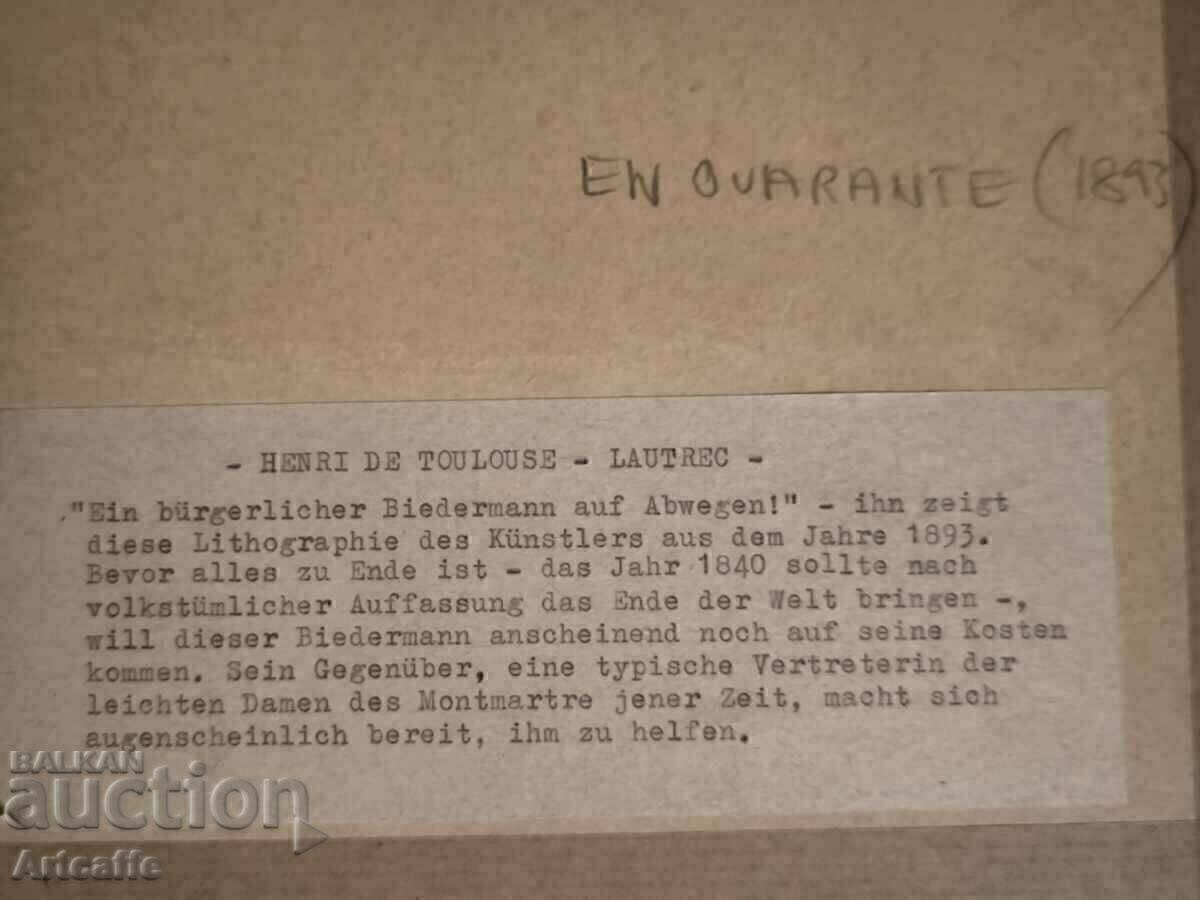 EN QUARANTE (1893)
- HENRI DE TOULOUSE - LAUTREC -
"Ein bürgerlicher Biedermann auf Abwegen!" - ihn zeigt
diese Lithographie des Künstlers aus dem Jahre 1893.
Bevor alles zu Ende ist - das Jahr 1840 sollte nach
volkstümlicher Auffassung das Ende der Welt bringen -,
will dieser Biedermann anscheinend noch auf seine Kosten
kommen. Sein Gegenüber, eine typische Vertreterin der
leichten Damen des Montmartre jener Zeit, macht sich
augenscheinlich bereit, ihm zu helfen.
BALKAN
auction
Artcaffe